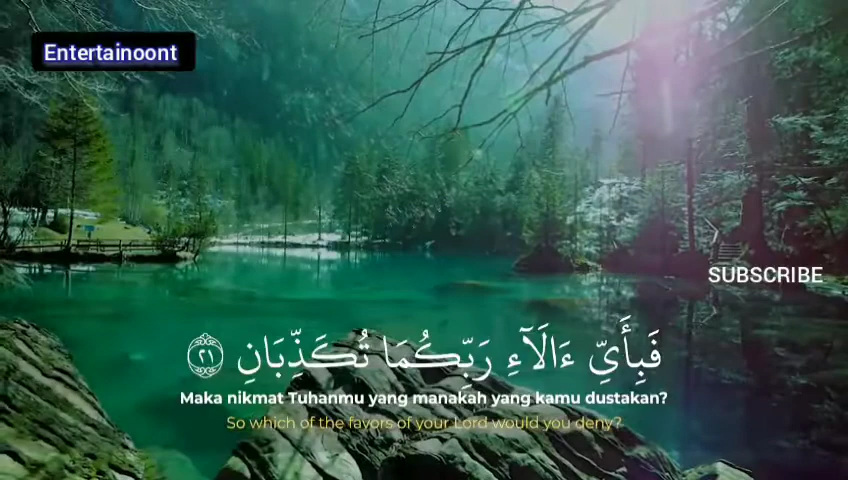 Entertainoont
SUBSCRIBE
فَبِأَيِّ ءَالَآءِ رَبِّكُمَا تُكَذِّبَانِ ٢١
Maka nikmat Tuhanmu yang manakah yang kamu dustakan?
So which of the favors of your Lord would you deny?